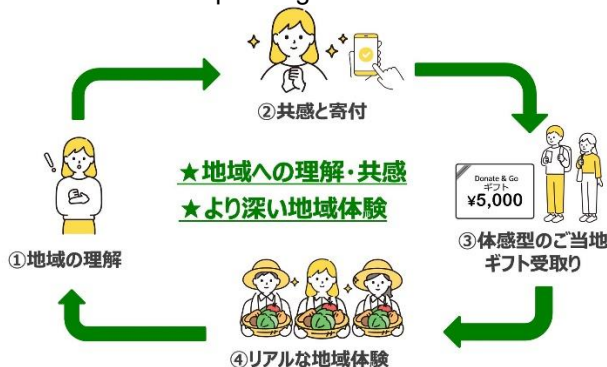 ②共感と寄付
★地域への理解・共感
★より深い地域体験
Donate & Go
ギフト
¥5,000
①地域の理解
③体感型のご当地
ギフト受取り
④リアルな地域体験